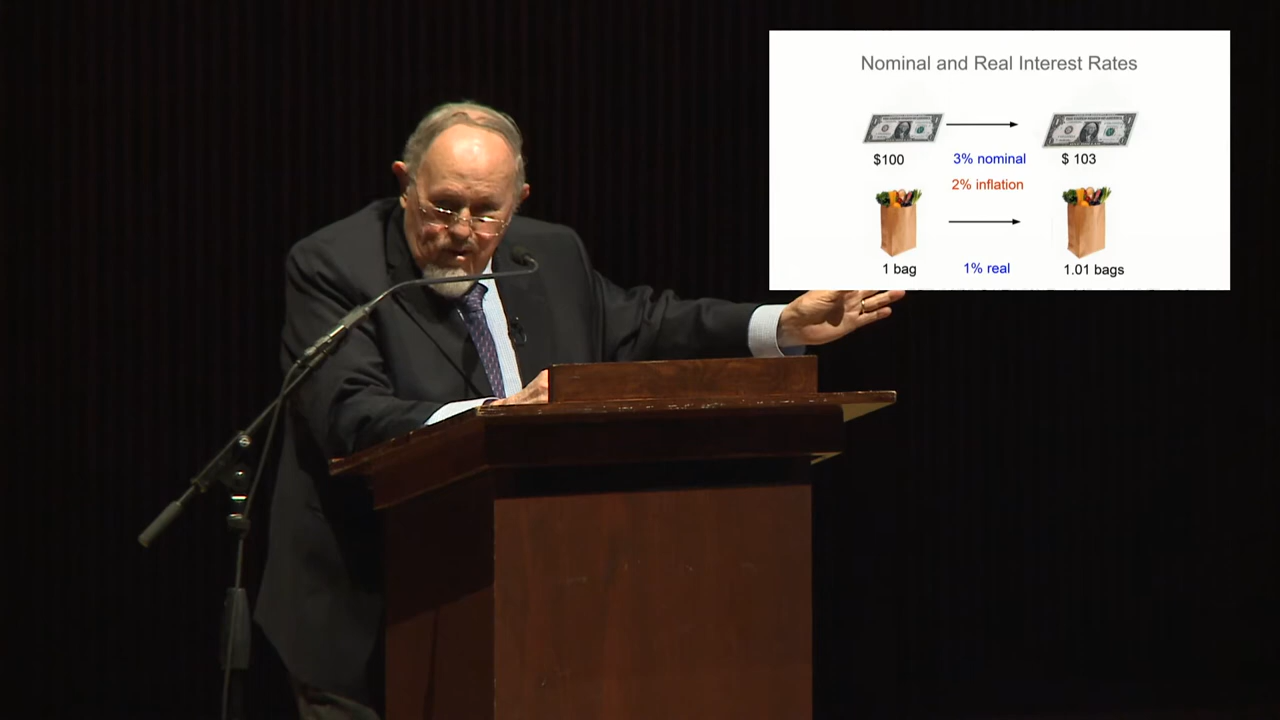 Nominal and Real Interest Rates
$100 3% nominal $ 103
2% inflation
1 bag 1% real 1.01 bags